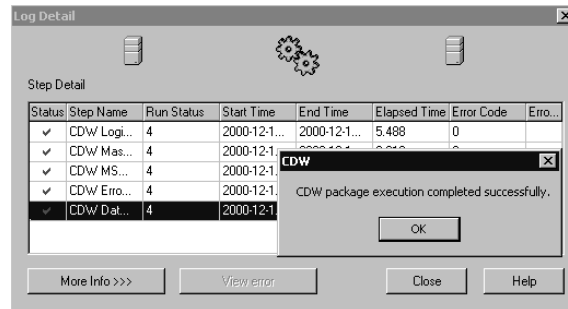 Log Detail
Step Detail
Status Step Name Run Status Start Time End Time Elapsed Time Error Code Erro...
CDW Logi... 4 2000-12-1... 2000-12-1... 5.488 0
CDW Mas... 4 2000-12-1
CDW MS... 4 2000-12-1
CDW Erro... 4 2000-12-1
CDW Dat... 4 2000-12-1
CDW
CDW package execution completed successfully.
OK
More Info >>> View error Close Help